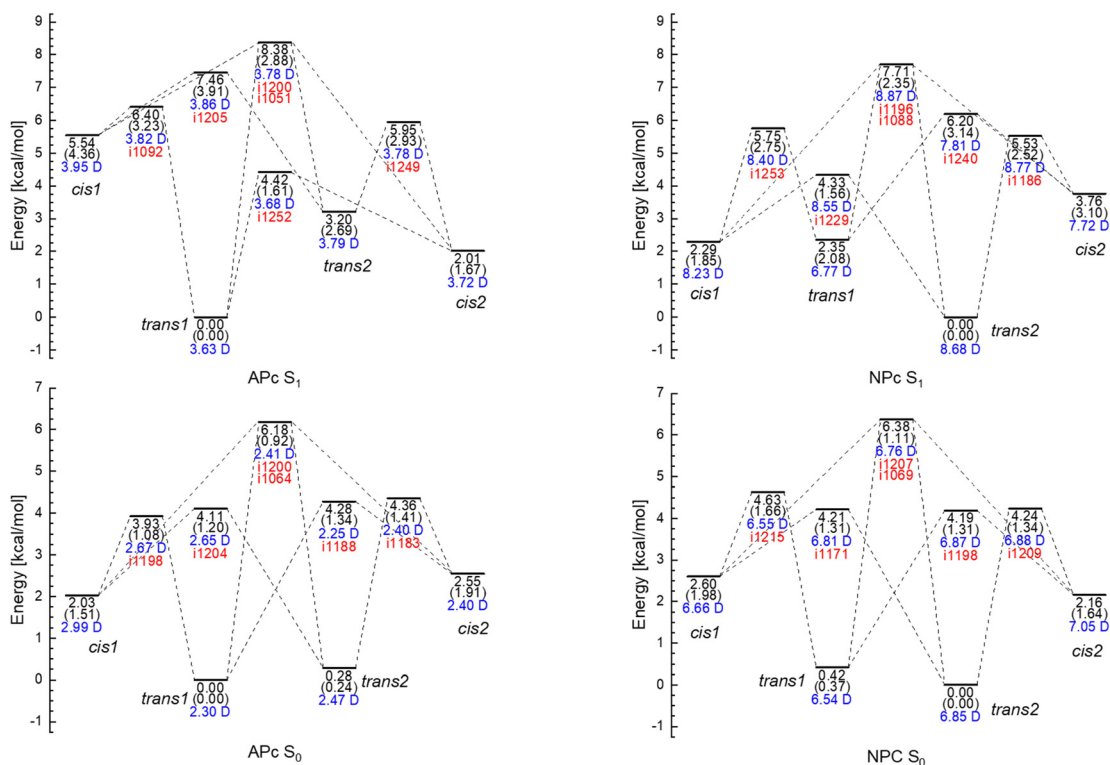 9
8
7
6
5
4
3
2
1
0
-1
Energy [kcal/mol]
5.54
(4.36)
3.95 D
cis1
6.40
(3.23)
3.82 D
i1092
7.46
(3.91)
3.86 D
i1205
8.38
(2.88)
3.78 D
i1200
i1051
4.42
(1.61)
3.68 D
i1252
5.95
(2.93)
3.78 D
i1249
3.20
(2.69)
3.79 D
trans2
2.01
(1.67)
3.72 D
cis2
trans1
0.00
(0.00)
3.63 D
APc S1
9
8
7
6
5
4
3
2
1
0
-1
Energy [kcal/mol]
2.29
(1.85)
8.23 D
cis1
5.75
(2.75)
8.40 D
i1253
4.33
(1.56)
8.55 D
i1229
2.35
(2.08)
6.77 D
trans1
7.71
(2.35)
8.87 D
i1196
i1088
6.20
(3.14)
7.81 D
i1240
5.53
(2.52)
8.77 D
i1186
3.76
(3.10)
7.72 D
cis2
0.00
(0.00)
8.68 D
trans2
NPc S1
7
6
5
4
3
2
1
0
-1
Energy [kcal/mol]
2.03
(1.51)
2.99 D
cis1
3.93
(1.08)
2.67 D
i1198
4.11
(1.20)
2.65 D
i1204
6.18
(0.92)
2.41 D
i1200
i1064
4.28
(1.34)
2.25 D
i1188
4.36
(1.41)
2.40 D
i1183
2.55
(1.91)
2.40 D
cis2
trans1
0.00
(0.00)
2.30 D
0.28
(0.24)
2.47 D
trans2
APc S0
7
6
5
4
3
2
1
0
-1
Energy [kcal/mol]
2.60
(1.98)
6.66 D
cis1
4.63
(1.66)
6.55 D
i1215
4.21
(1.31)
6.81 D
i1171
6.38
(1.11)
6.76 D
i1207
i1069
4.19
(1.31)
6.87 D
i1198
4.24
(1.34)
6.88 D
i1209
2.16
(1.64)
7.05 D
cis2
trans1
0.42
(0.37)
6.54 D
0.00
(0.00)
6.85 D
trans2
NPC S0